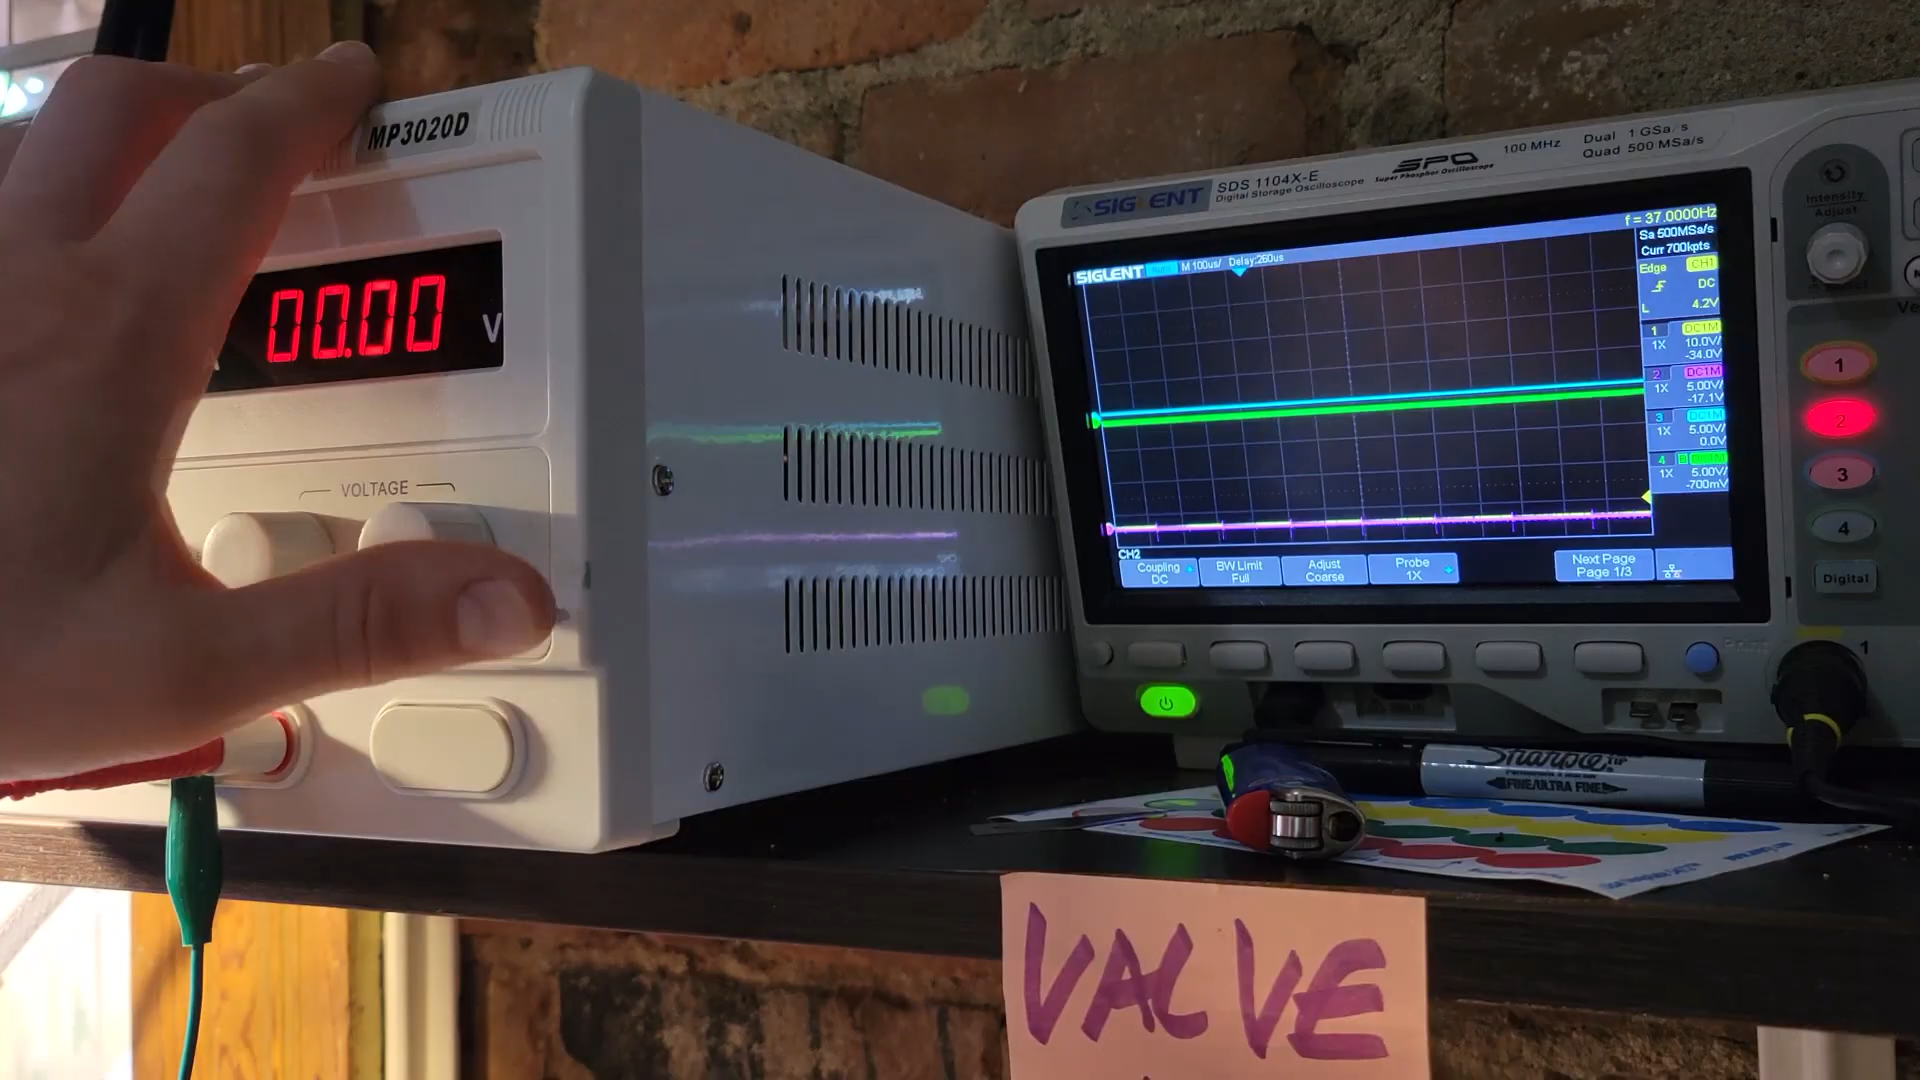 MP3020D
00.00 V
VOLTAGE
SIGLENT
SDS 1104X-E
Digital Storage Oscilloscope
SPO
Super Phosphor Oscilloscope
100 MHz
Dual 1 GSa/s
Quad 500 MSa/s
Intensity
Adjust
f = 37.0000Hz
SIGLENT
M 100us/ Delay:260us
Sa 500MSa/s
Curr 700kpts
Edge CH1
DC
L 4.2V
1 DC1M
1X 10.0V/
-34.0V
2 DC1M
1X 5.00V/
-17.1V
3 DC1M
1X 5.00V/
0.0V
4 B
1X 5.00V/
-700mV
CH2
Coupling
DC
BW Limit
Full
Adjust
Coarse
Probe
1X
Next Page
Page 1/3
1
2
3
4
Digital
Print
1
Sharpie
FINE/ULTRA FINE
VALVE